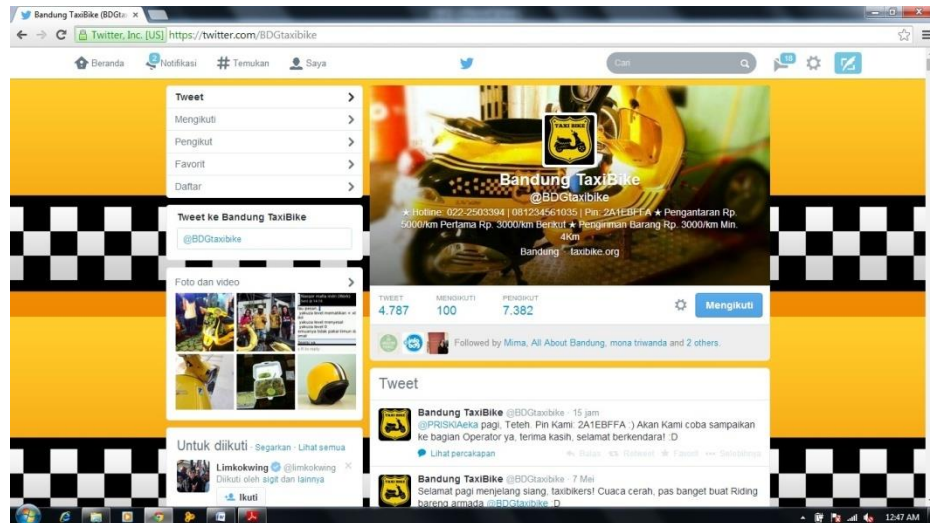 Bandung TaxiBike (BDGta
Twitter, Inc. [US] https://twitter.com/BDGtaxibike
Beranda
2
Notifikasi
Temukan
Saya
Cari
18
Tweet
Mengikuti
Pengikut
Favorit
Daftar
Tweet ke Bandung TaxiBike
@BDGtaxibike
Foto dan video
Untuk diikuti · Segarkan · Lihat semua
Limkokwing @limkokwing
Diikuti oleh sigit dan lainnya
Ikuti
TAXI BIKE
Bandung TaxiBike
@BDGtaxibike
★ Hotline: 022-2503394 | 081234561035 | Pin: 2A1EBFFA ★ Pengantaran Rp.
5000/km Pertama Rp. 3000/km Berikut ★ Pengiriman Barang Rp. 3000/km Min.
4Km
Bandung taxibike.org
TWEET
4.787
MENGIKUTI
100
PENGIKUT
7.382
Mengikuti
Followed by Mima, All About Bandung, mona triwanda and 2 others.
Tweet
Bandung TaxiBike @BDGtaxibike · 15 jam
@PRISKIAeka pagi, Teteh. Pin Kami: 2A1EBFFA :) Akan Kami coba sampaikan
ke bagian Operator ya, terima kasih, selamat berkendara! :D
Lihat percakapan
Balas Retweet Favorit Selebihnya
Bandung TaxiBike @BDGtaxibike · 7 Mei
Selamat pagi menjelang siang, taxibikers! Cuaca cerah, pas banget buat Riding
bareng armada @BDGtaxibike :D
12:47 AM